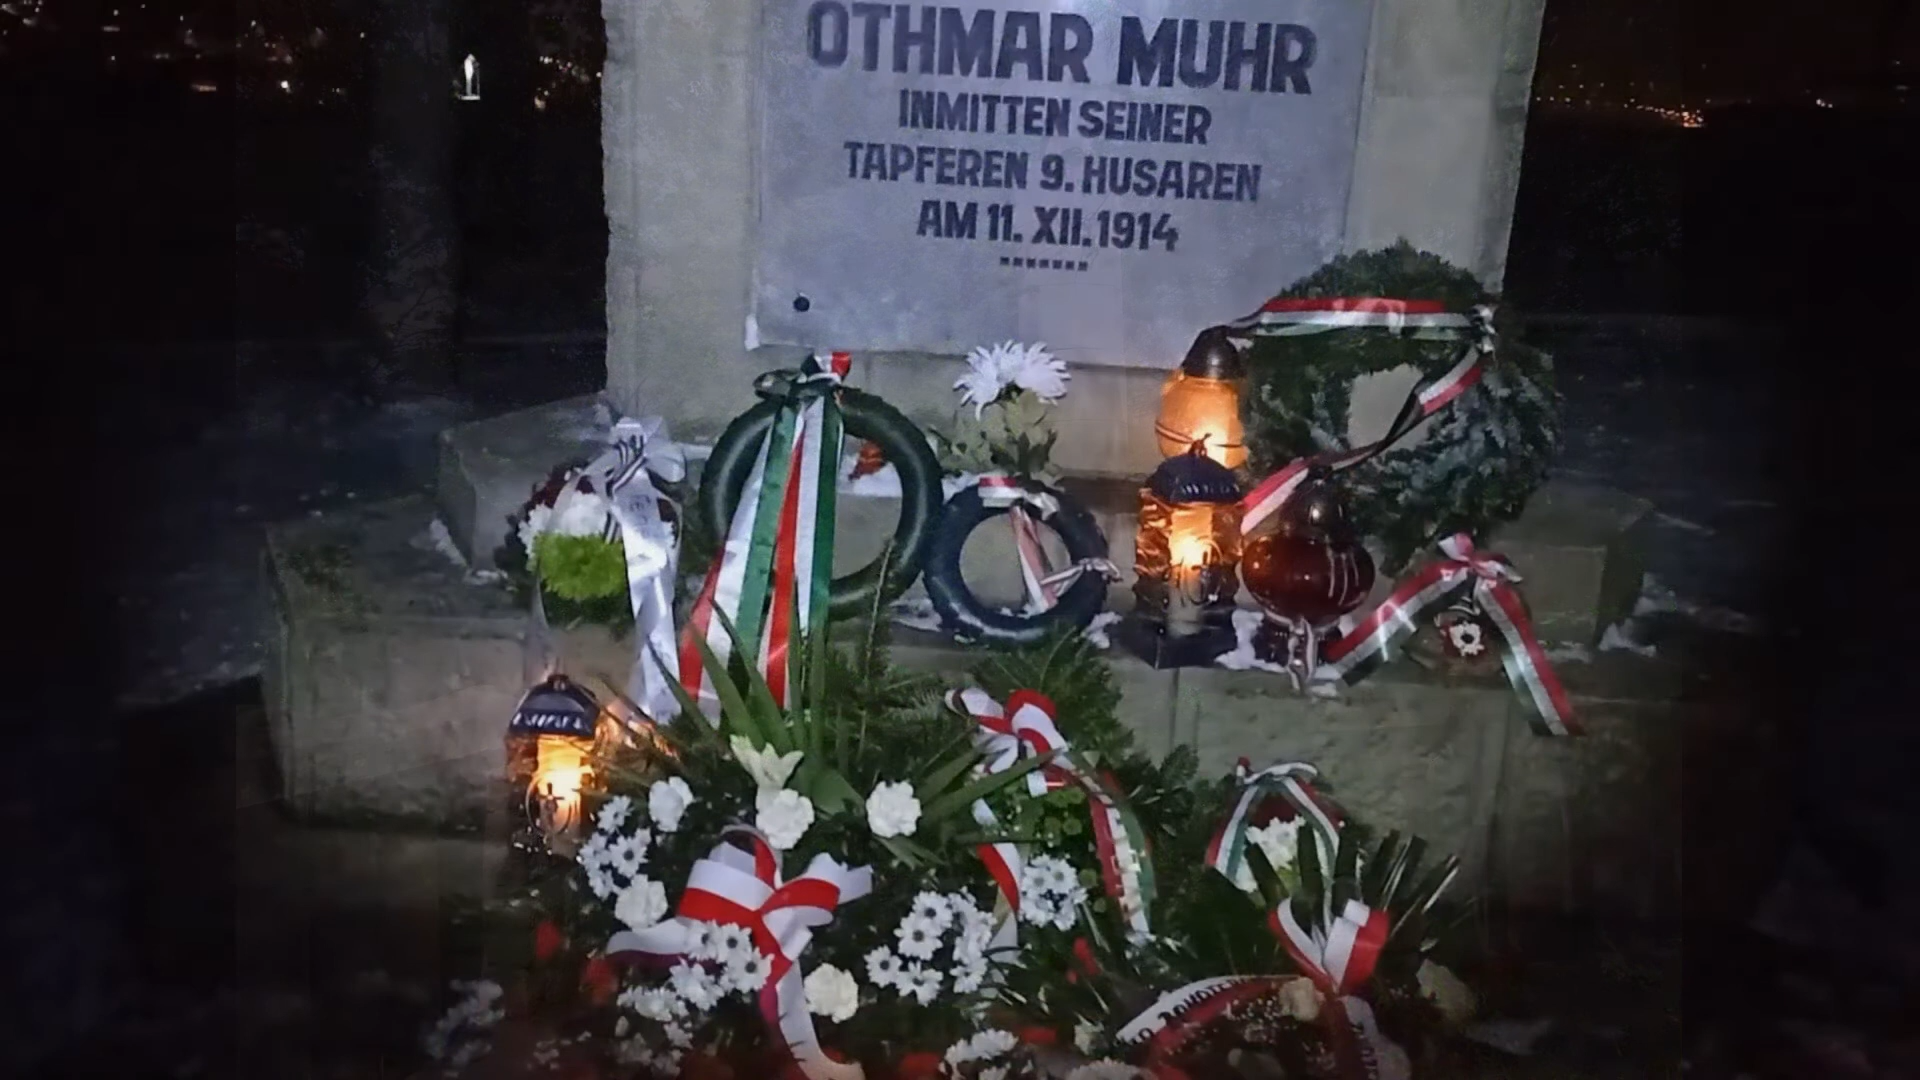 OTHMAR MUHR
INMITTEN SEINER
TAPFEREN 9. HUSAREN
AM 11. XII. 1914